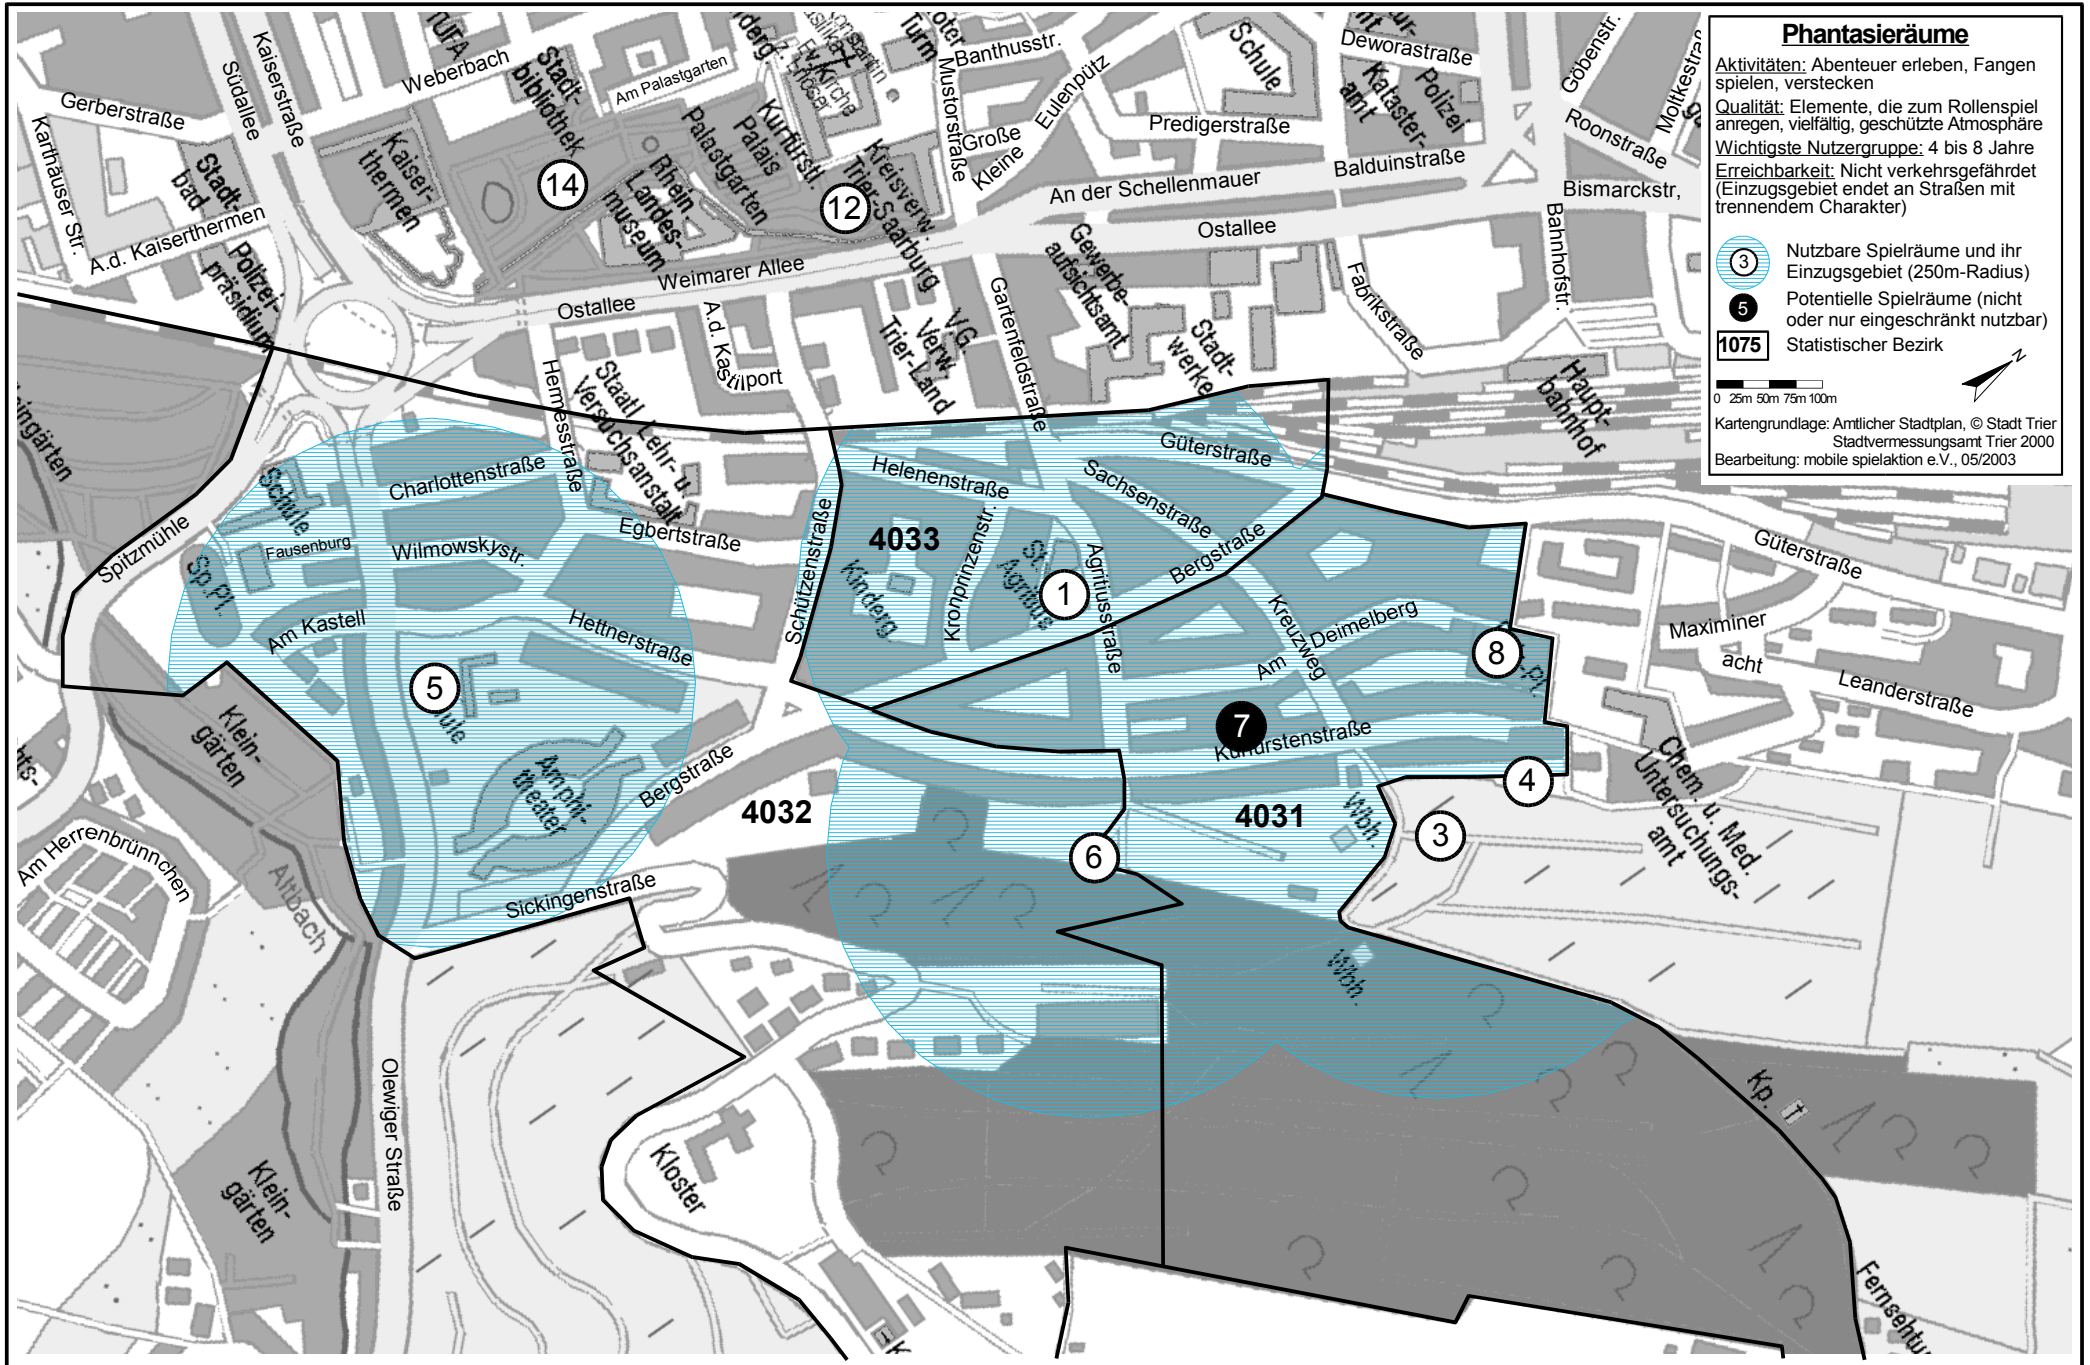 Phantasieräume
Aktivitäten: Abenteuer erleben, Fangen
spielen, verstecken
Qualität: Elemente, die zum Rollenspiel
anregen, vielfältig, geschützte Atmosphäre
Wichtigste Nutzergruppe: 4 bis 8 Jahre
Erreichbarkeit: Nicht verkehrsgefährdet
(Einzugsgebiet endet an Straßen mit
trennendem Charakter)
3
Nutzbare Spielräume und ihr
Einzugsgebiet (250m-Radius)
5
Potentielle Spielräume (nicht
oder nur eingeschränkt nutzbar)
1075
Statistischer Bezirk
N
0 25m 50m 75m 100m
Kartengrundlage: Amtlicher Stadtplan, © Stadt Trier
Stadtvermessungsamt Trier 2000
Bearbeitung: mobile spielaktion e.V., 05/2003
Kaiserstraße
Südallee
Weberbach
Stadt-
bibliothek
Am Palastgarten
Gerberstraße
Karthäuser Str.
Stadt-
bad
A.d. Kaiserthermen
Polizei-
präsidium
Kaiser-
thermen
14
Rhein.
Landes-
museum
Palastgarten
Palais
Kurfürstl.
12
Kreisverw.
Trier-Saarburg
Ev. Kirche
Turm
Banthusstr.
Mustorstraße
Große
Kleine
Eulenpütz
Schule
Predigerstraße
Deworastraße
Kataster-
amt
Polizei
Balduinstraße
An der Schellenmauer
Ostallee
Göbenstr.
Moltkestraße
Roonstraße
Bismarckstr,
Bahnhofstr.
Weimarer Allee
Ostallee
A.d. Kastilport
V.G.
Verw.
Trier-Land
Gartenfeldstraße
Gewerbe-
aufsichtsamt
Stadt-
werke
Fabrikstraße
Haupt-
bahnhof
Hermesstraße
Staatl. Lehr- u.
Versuchsanstalt
Charlottenstraße
Schule
Fausenburg
Wilmowskystr.
Egbertstraße
Spitzmühle
Sp.Pl.
Am Kastell
Hettnerstraße
5
Amphi-
theater
Bergstraße
Sickingenstraße
Schützenstraße
Helenenstraße
4033
Kinderg.
Kronprinzenstr.
St.
Agritius
1
Agritiusstraße
Sachsenstraße
Güterstraße
Bergstraße
Kreuzweg
Am Deimelberg
8
7
Kurfürstenstraße
4
4032
4031
6
3
Wbh.
Wbh.
Güterstraße
Maximiner
acht
Leanderstraße
Chem. u. Med.
Untersuchungs-
amt
Klein-
gärten
Am Herrenbrünnchen
Altbach
Olewiger Straße
Klein-
gärten
Kloster
Kp.